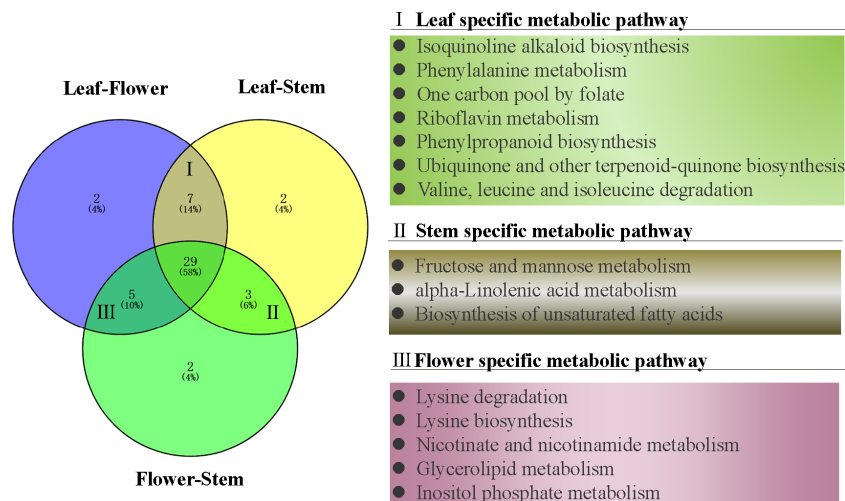 Leaf-Flower
Leaf-Stem
Ⅰ
2
(4%)
7
(14%)
2
(4%)
29
(58%)
5
(10%)
Ⅲ
3
(6%)
Ⅱ
2
(4%)
Flower-Stem
Ⅰ Leaf specific metabolic pathway
● Isoquinoline alkaloid biosynthesis
● Phenylalanine metabolism
● One carbon pool by folate
● Riboflavin metabolism
● Phenylpropanoid biosynthesis
● Ubiquinone and other terpenoid-quinone biosynthesis
● Valine, leucine and isoleucine degradation
Ⅱ Stem specific metabolic pathway
● Fructose and mannose metabolism
● alpha-Linolenic acid metabolism
● Biosynthesis of unsaturated fatty acids
Ⅲ Flower specific metabolic pathway
● Lysine degradation
● Lysine biosynthesis
● Nicotinate and nicotinamide metabolism
● Glycerolipid metabolism
● Inositol phosphate metabolism